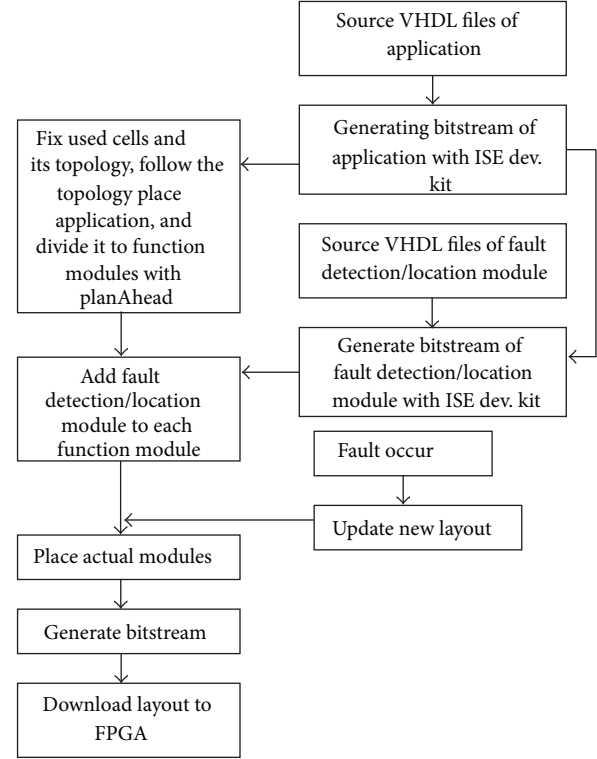 Source VHDL files of
application
Generating bitstream of
application with ISE dev.
kit
Fix used cells and
its topology, follow the
topology place
application, and
divide it to function
modules with
planAhead
Source VHDL files of fault
detection/location module
Generate bitstream of
fault detection/location
module with ISE dev. kit
Add fault
detection/location
module to each
function module
Fault occur
Update new layout
Place actual modules
Generate bitstream
Download layout to
FPGA